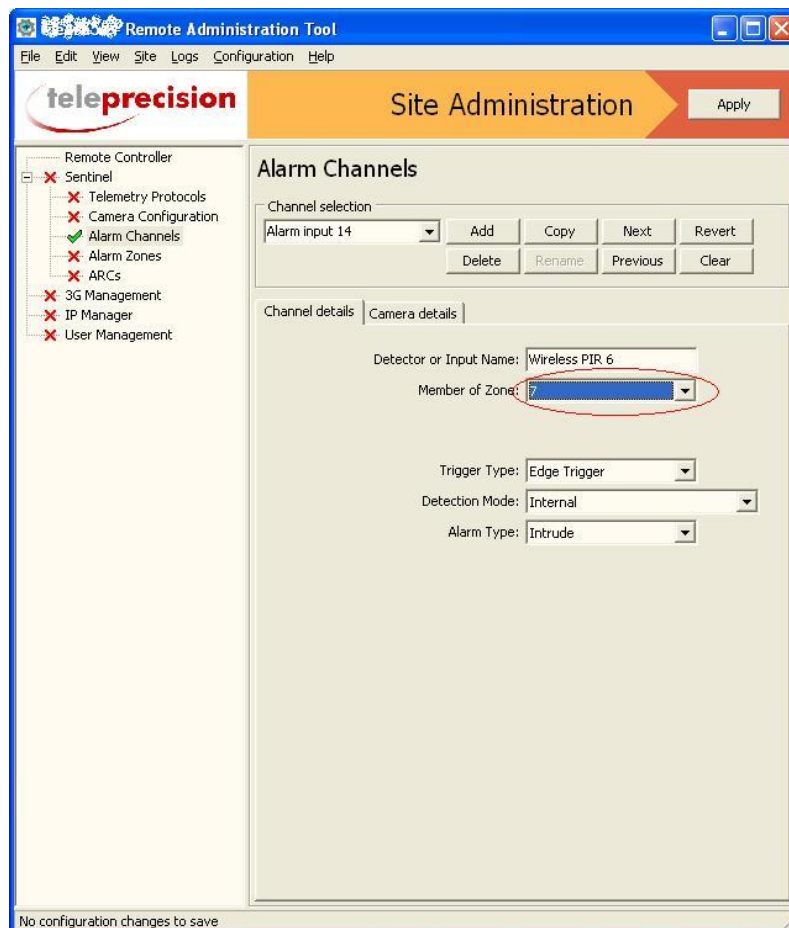 Remote Administration Tool
File Edit View Site Logs Configuration Help
teleprecision
Site Administration
Apply
Remote Controller
Sentinel
Telemetry Protocols
Camera Configuration
Alarm Channels
Alarm Zones
ARCs
3G Management
IP Manager
User Management
Alarm Channels
Channel selection
Alarm input 14
Add Copy Next Revert
Delete Rename Previous Clear
Channel details Camera details
Detector or Input Name: Wireless PIR 6
Member of Zone: 7
Trigger Type: Edge Trigger
Detection Mode: Internal
Alarm Type: Intrude
No configuration changes to save